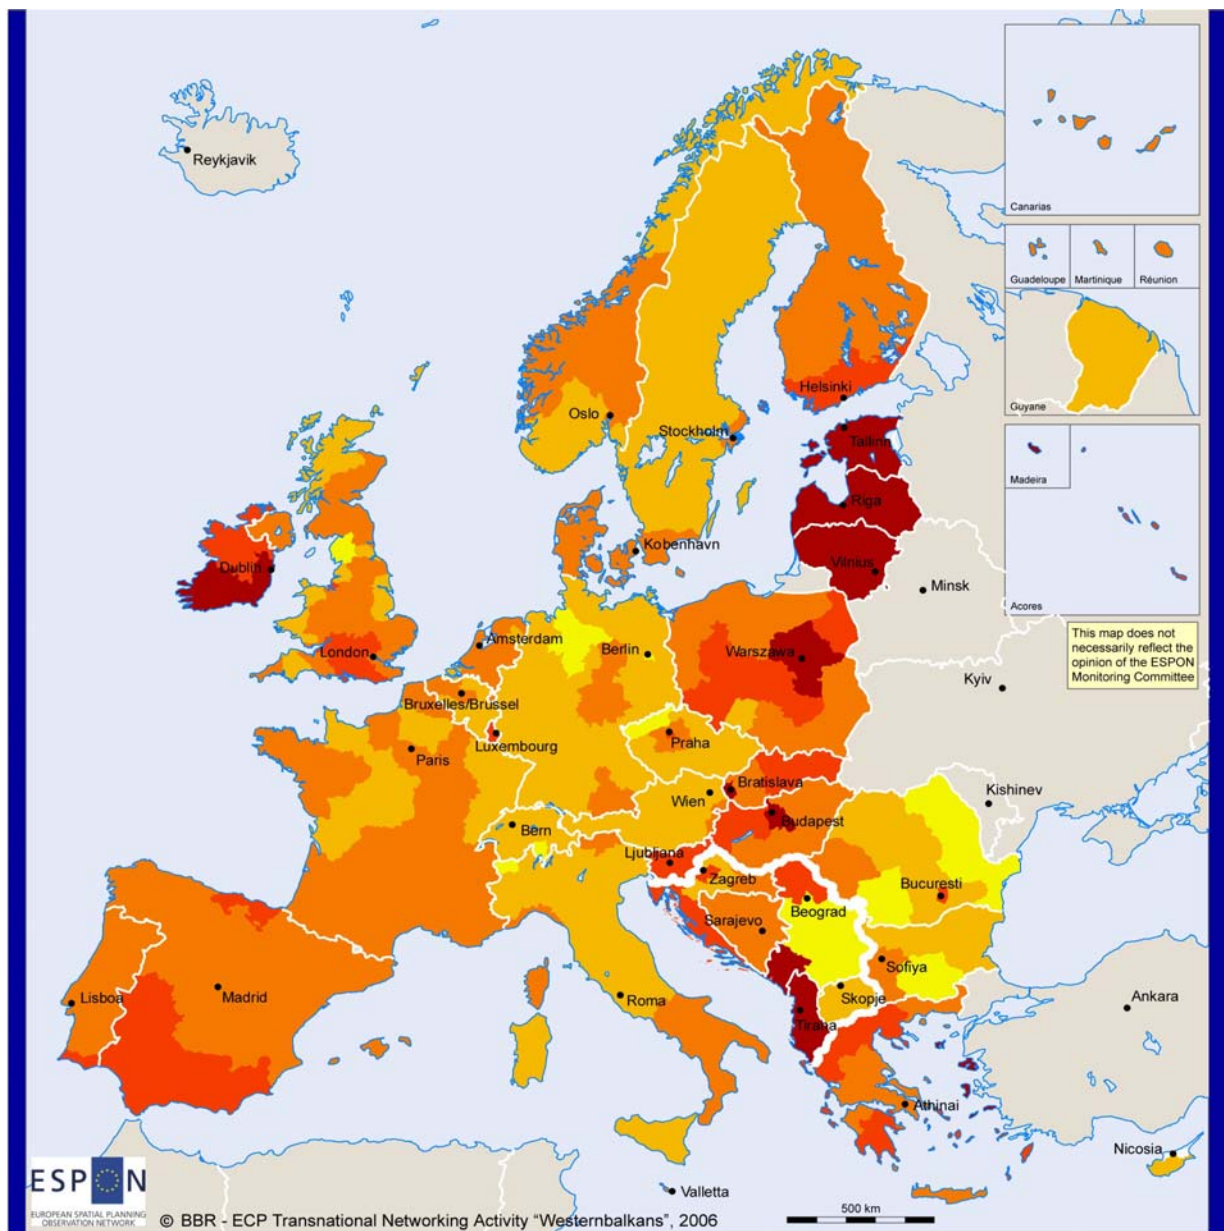 Reykjavik
Canarias
Guadeloupe
Martinique
Réunion
Guyane
Helsinki
Oslo
Stockholm
Tallinn
Madeira
Riga
Kobenhavn
Dublin
Vilnius
Minsk
Acores
This map does not
necessarily reflect the
opinion of the ESPON
Monitoring Committee
London
Amsterdam
Berlin
Warszawa
Kyiv
Bruxelles/Brussel
Luxembourg
Praha
Paris
Bratislava
Wien
Kishinev
Budapest
Bern
Ljubljana
Zagreb
Bucuresti
Beograd
Sarajevo
Sofiya
Lisboa
Madrid
Roma
Skopje
Ankara
Tirana
Athinai
Nicosia
ESPON
EUROPEAN SPATIAL PLANNING
OBSERVATION NETWORK
Valletta
© BBR - ECP Transnational Networking Activity "Westernbalkans", 2006
500 km